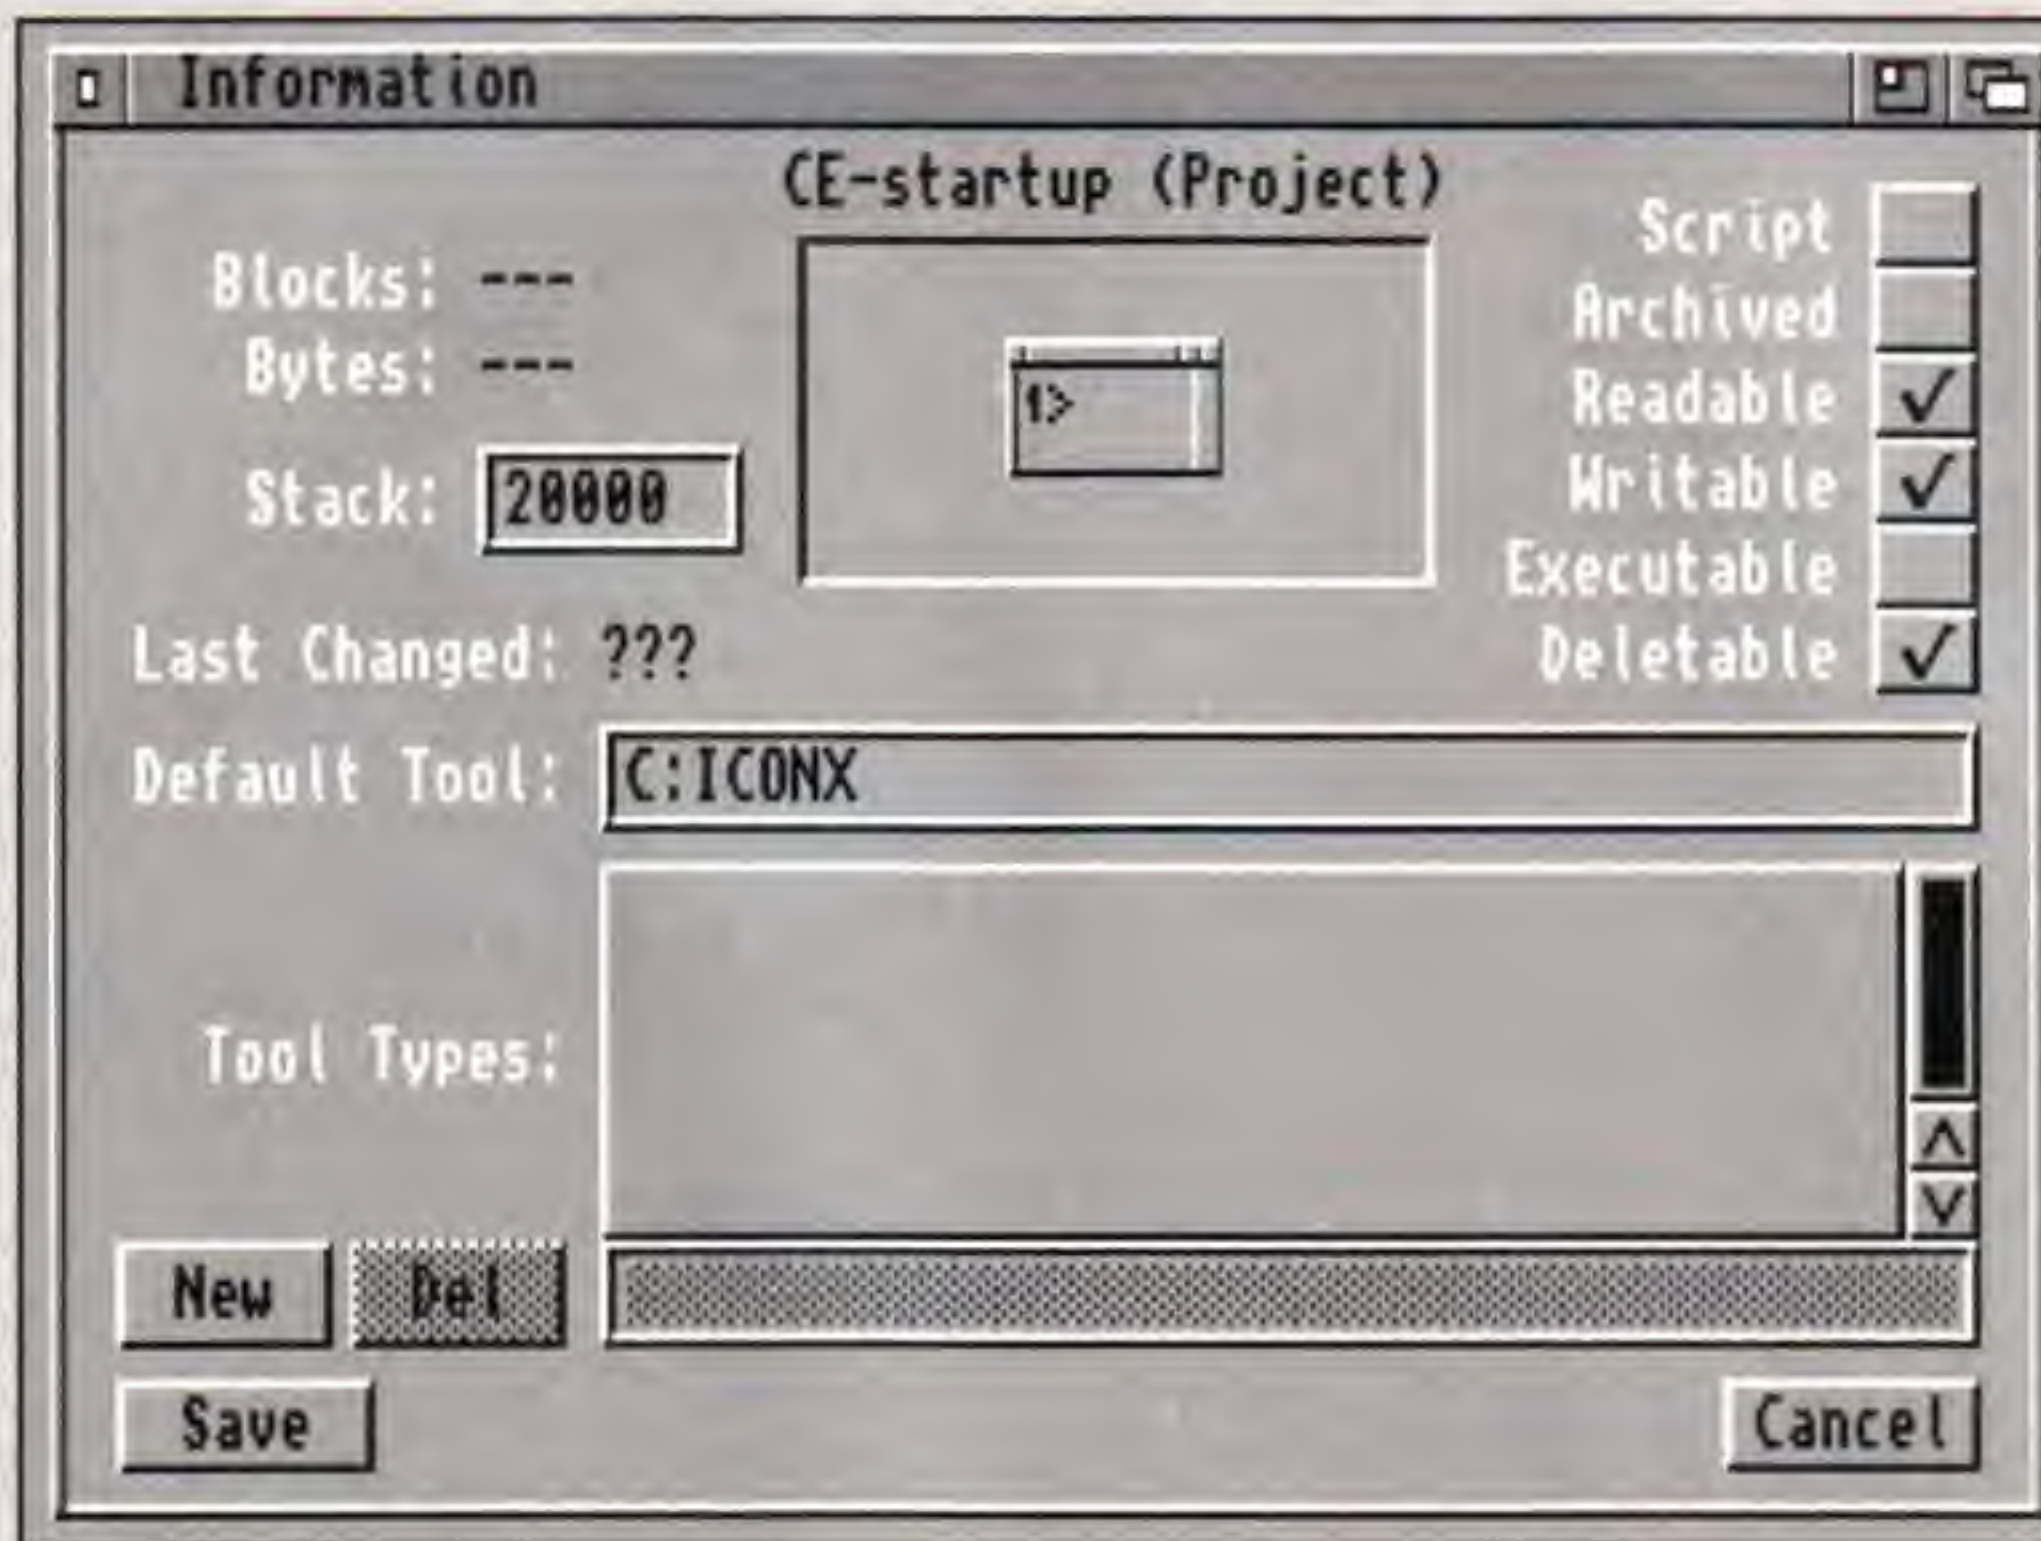 Information
CE-startup (Project)
Blocks: ---
Bytes: ---
Stack: 20000
Last Changed: ???
1>
Script
Archived
Readable ✓
Writable ✓
Executable
Deletable ✓
Default Tool: C:ICONX
Tool Types:
New Del
Save Cancel